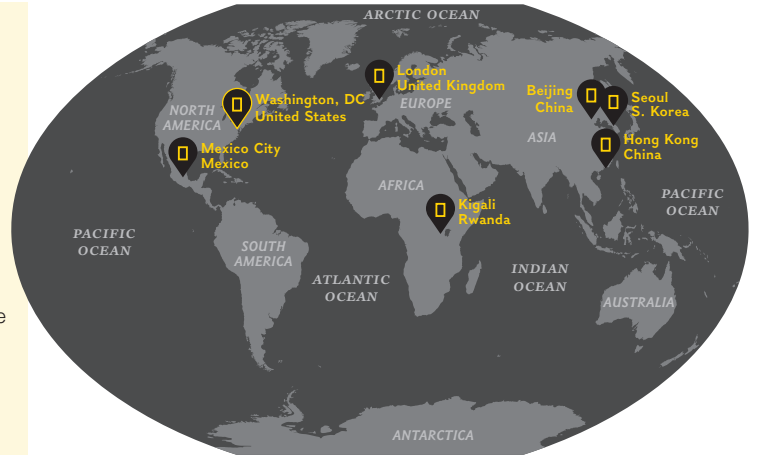 ARCTIC OCEAN
London
United Kingdom
EUROPE
Washington, DC
United States
NORTH
AMERICA
Mexico City
Mexico
Beijing
China
Seoul
S. Korea
ASIA
Hong Kong
China
AFRICA
Kigali
Rwanda
PACIFIC
OCEAN
PACIFIC
OCEAN
SOUTH
AMERICA
ATLANTIC
OCEAN
INDIAN
OCEAN
AUSTRALIA
ANTARCTICA